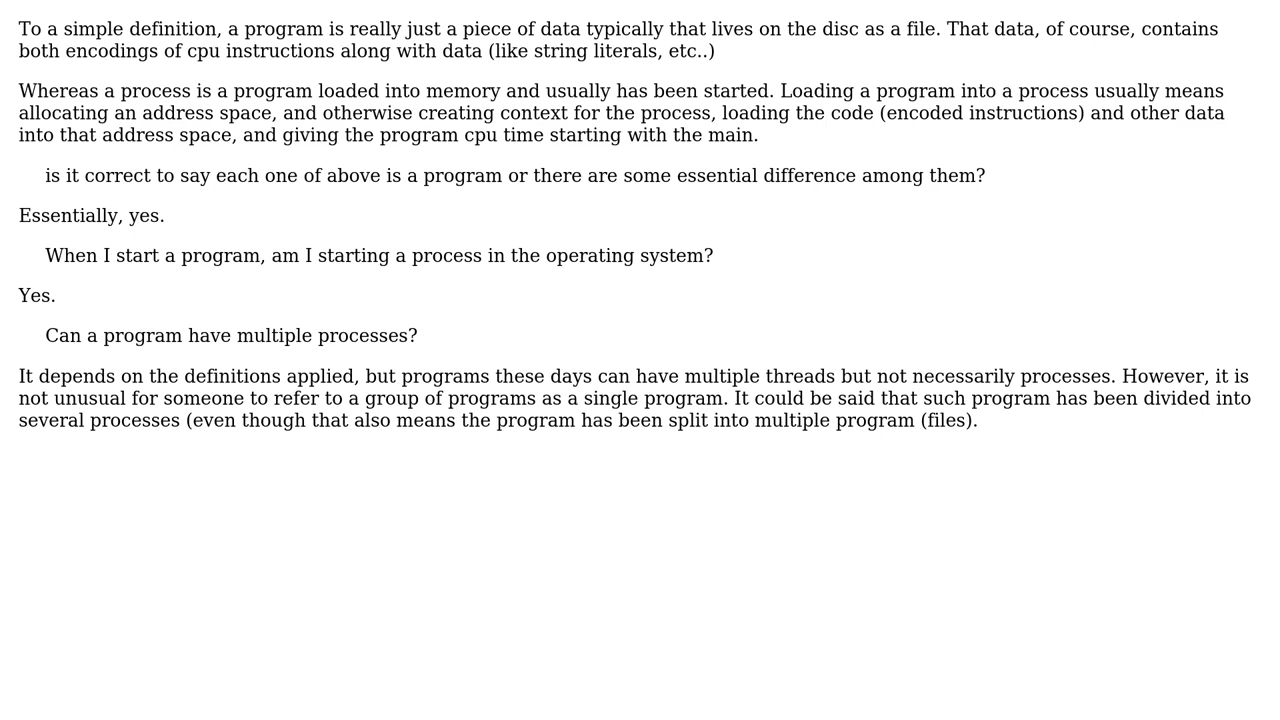 To a simple definition, a program is really just a piece of data typically that lives on the disc as a file. That data, of course, contains
both encodings of cpu instructions along with data (like string literals, etc..)
Whereas a process is a program loaded into memory and usually has been started. Loading a program into a process usually means
allocating an address space, and otherwise creating context for the process, loading the code (encoded instructions) and other data
into that address space, and giving the program cpu time starting with the main.
is it correct to say each one of above is a program or there are some essential difference among them?
Essentially, yes.
When I start a program, am I starting a process in the operating system?
Yes.
Can a program have multiple processes?
It depends on the definitions applied, but programs these days can have multiple threads but not necessarily processes. However, it is
not unusual for someone to refer to a group of programs as a single program. It could be said that such program has been divided into
several processes (even though that also means the program has been split into multiple program (files).